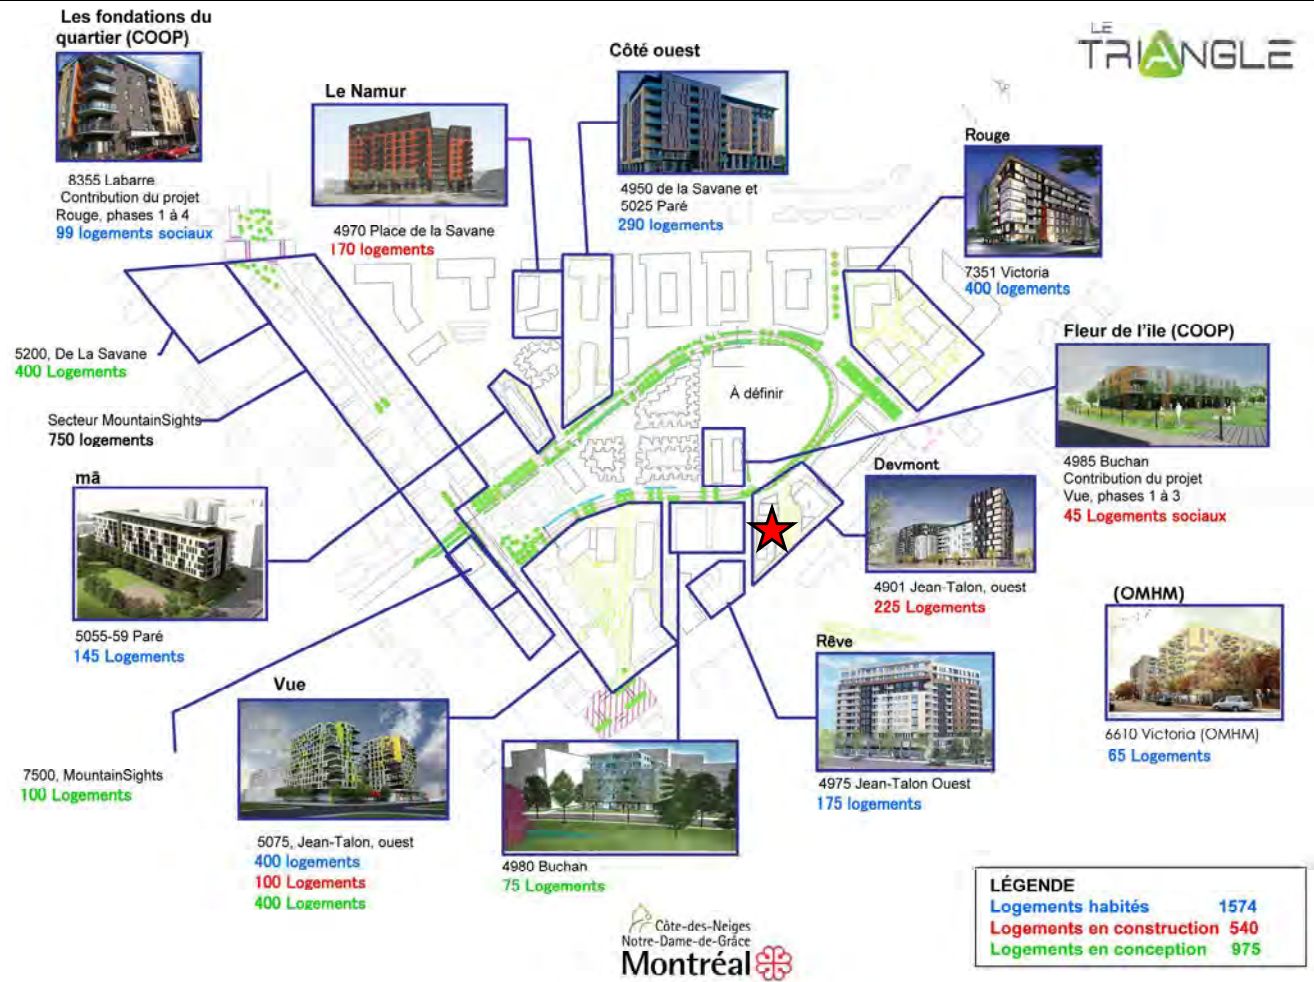 Les fondations du
quartier (COOP)
8355 Labarre
Contribution du projet
Rouge, phases 1 à 4
99 logements sociaux
Le Namur
4970 Place de la Savane
170 logements
Côté ouest
4950 de la Savane et
5025 Paré
290 logements
LE
TRIANGLE
Rouge
7351 Victoria
400 logements
5200, De La Savane
400 Logements
Secteur MountainSights
750 logements
À définir
Fleur de l'ile (COOP)
4985 Buchan
Contribution du projet
Vue, phases 1 à 3
45 Logements sociaux
mā
5055-59 Paré
145 Logements
Devmont
4901 Jean-Talon, ouest
225 Logements
(OMHM)
6610 Victoria (OMHM)
65 Logements
Rêve
4975 Jean-Talon Ouest
175 logements
7500, MountainSights
100 Logements
Vue
5075, Jean-Talon, ouest
400 logements
100 Logements
400 Logements
4980 Buchan
75 Logements
Côte-des-Neiges
Notre-Dame-de-Grâce
Montréal
LÉGENDE
Logements habités 1574
Logements en construction 540
Logements en conception 975